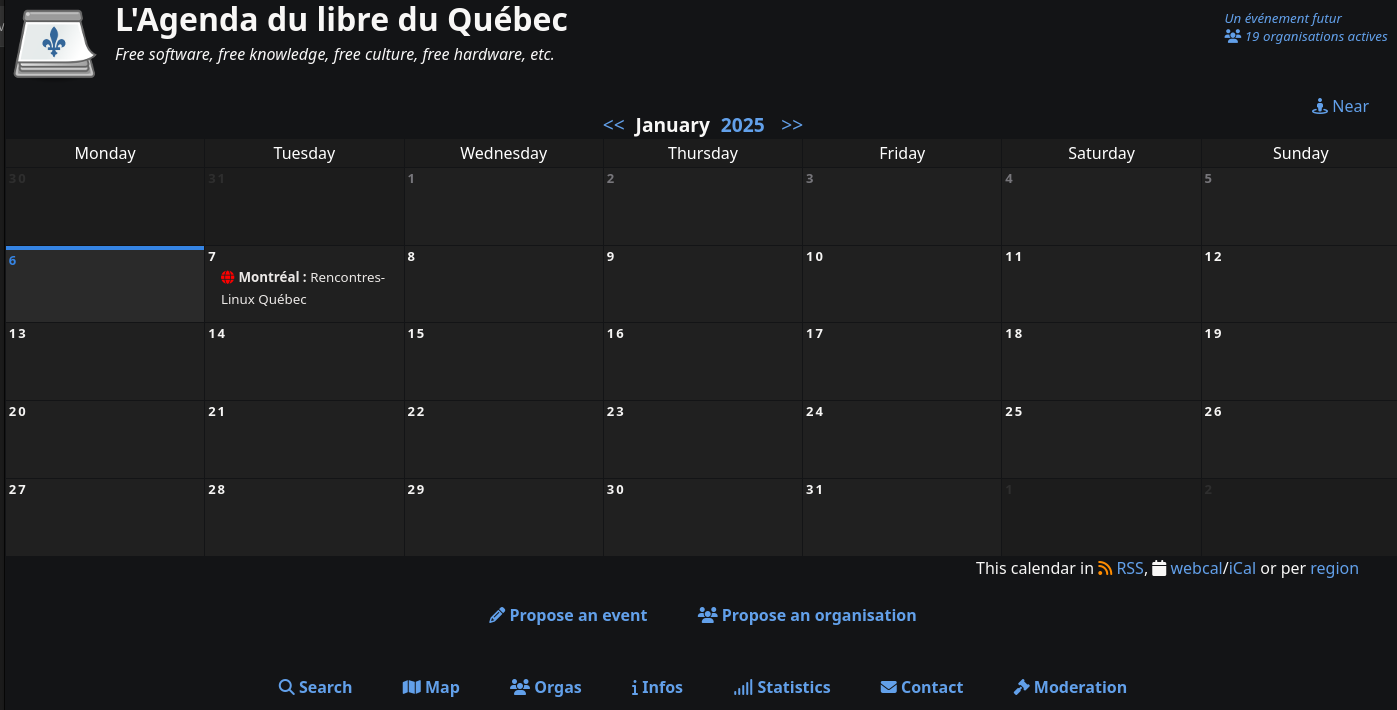 L'Agenda du libre du Québec
Free software, free knowledge, free culture, free hardware, etc.
Un événement futur
19 organisations actives
Near
<< January 2025 >>
Monday Tuesday Wednesday Thursday Friday Saturday Sunday
30 31 1 2 3 4 5
6 7 8 9 10 11 12
Montréal : Rencontres-
Linux Québec
13 14 15 16 17 18 19
20 21 22 23 24 25 26
27 28 29 30 31 1 2
This calendar in RSS, webcal/iCal or per region
Propose an event Propose an organisation
Search Map Orgas Infos Statistics Contact Moderation